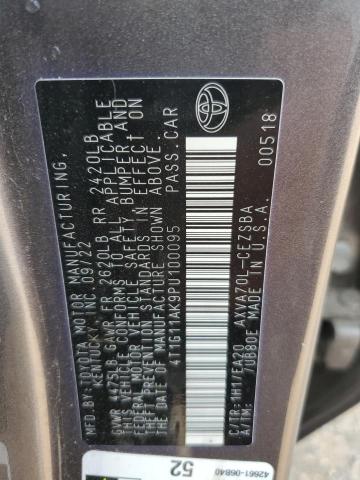 MFD.BY:TOYOTA MOTOR MANUFACTURING,
KENTUCKY, INC. 09/22
GVWR 4475LB GAWR FR 2620LB RR 2420LB
THIS VEHICLE CONFORMS TO ALL APPLICABLE
FEDERAL MOTOR VEHICLE SAFETY, BUMPER AND
THEFT PREVENTION STANDARDS IN EFFECT ON
THE DATE OF MANUFACTURE SHOWN ABOVE.
4T1G11AK9PU100095 PASS.CAR
C/TR:1H1/EA20 AXVA70L-CEZSBA
A/TM: /UB80E MADE IN U.S.A.
00518
52
42661-06840